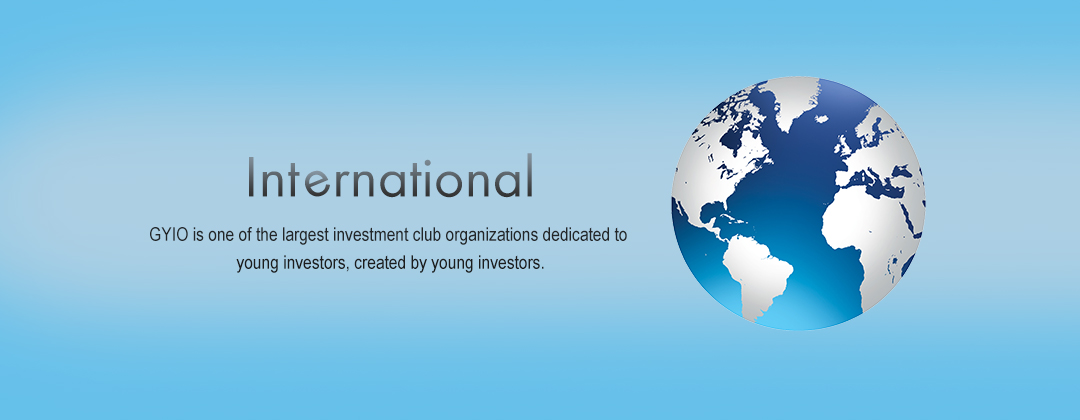 International
GYIO is one of the largest investment club organizations dedicated to
young investors, created by young investors.